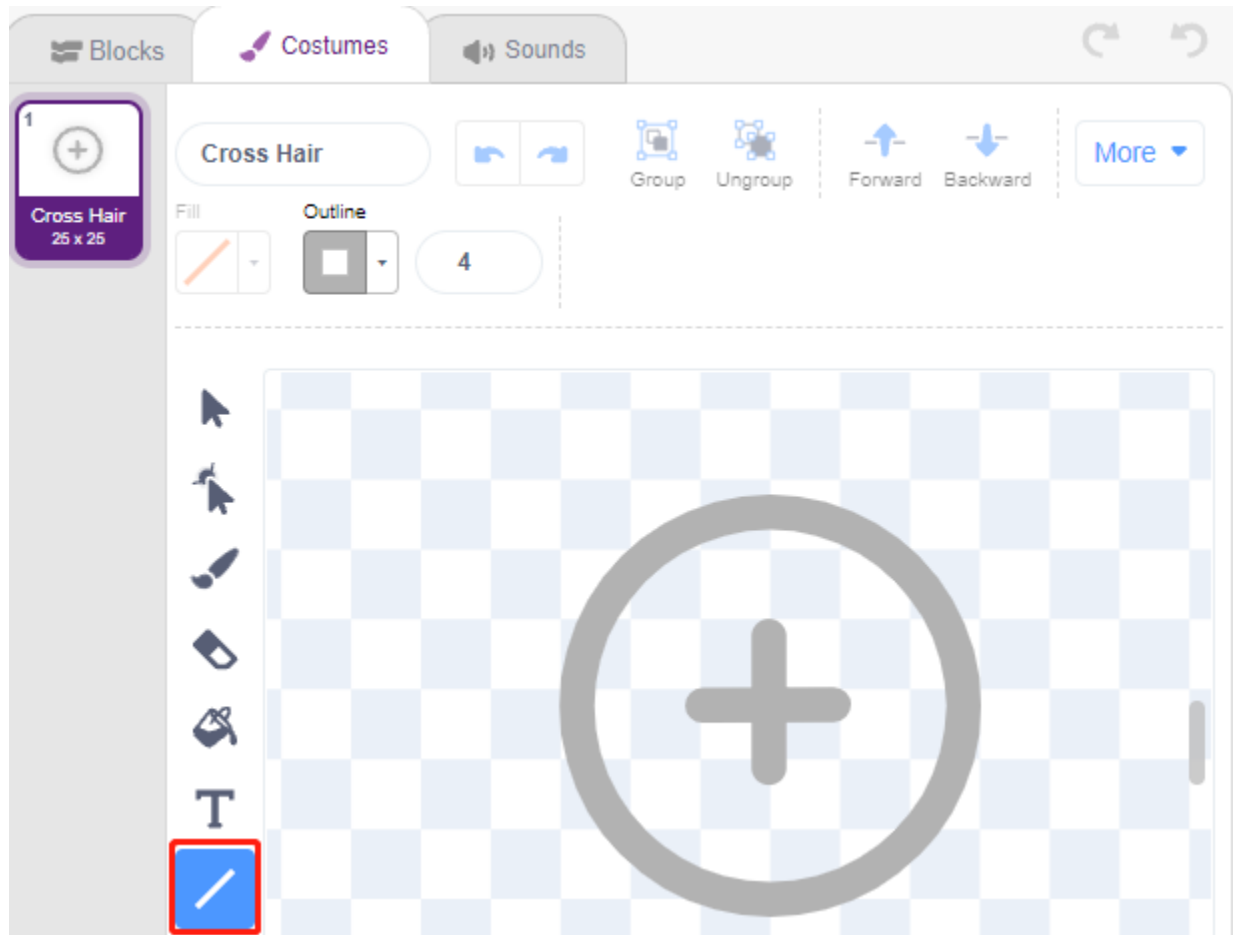 Blocks
Costumes
Sounds
1
Cross Hair
25 x 25
Cross Hair
Group
Ungroup
Forward
Backward
More
Fill
Outline
4
T